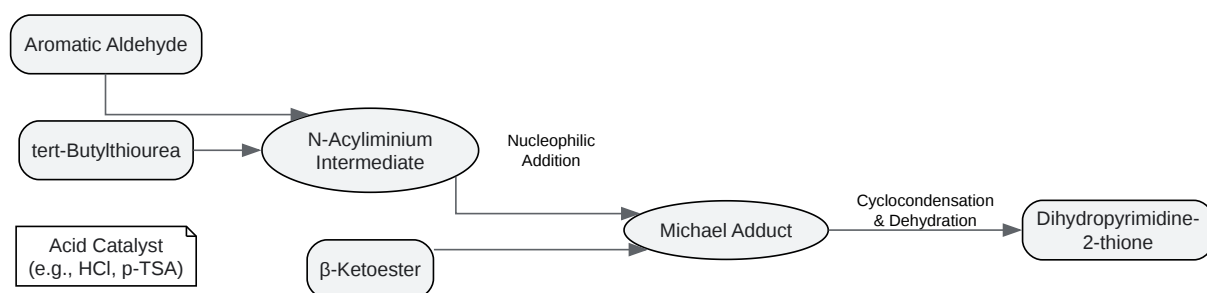 Aromatic Aldehyde
tert-Butylthiourea
N-Acyliminium
Intermediate
Nucleophilic
Addition
Acid Catalyst
(e.g., HCl, p-TSA)
β-Ketoester
Michael Adduct
Cyclocondensation
& Dehydration
Dihydropyrimidine-
2-thione